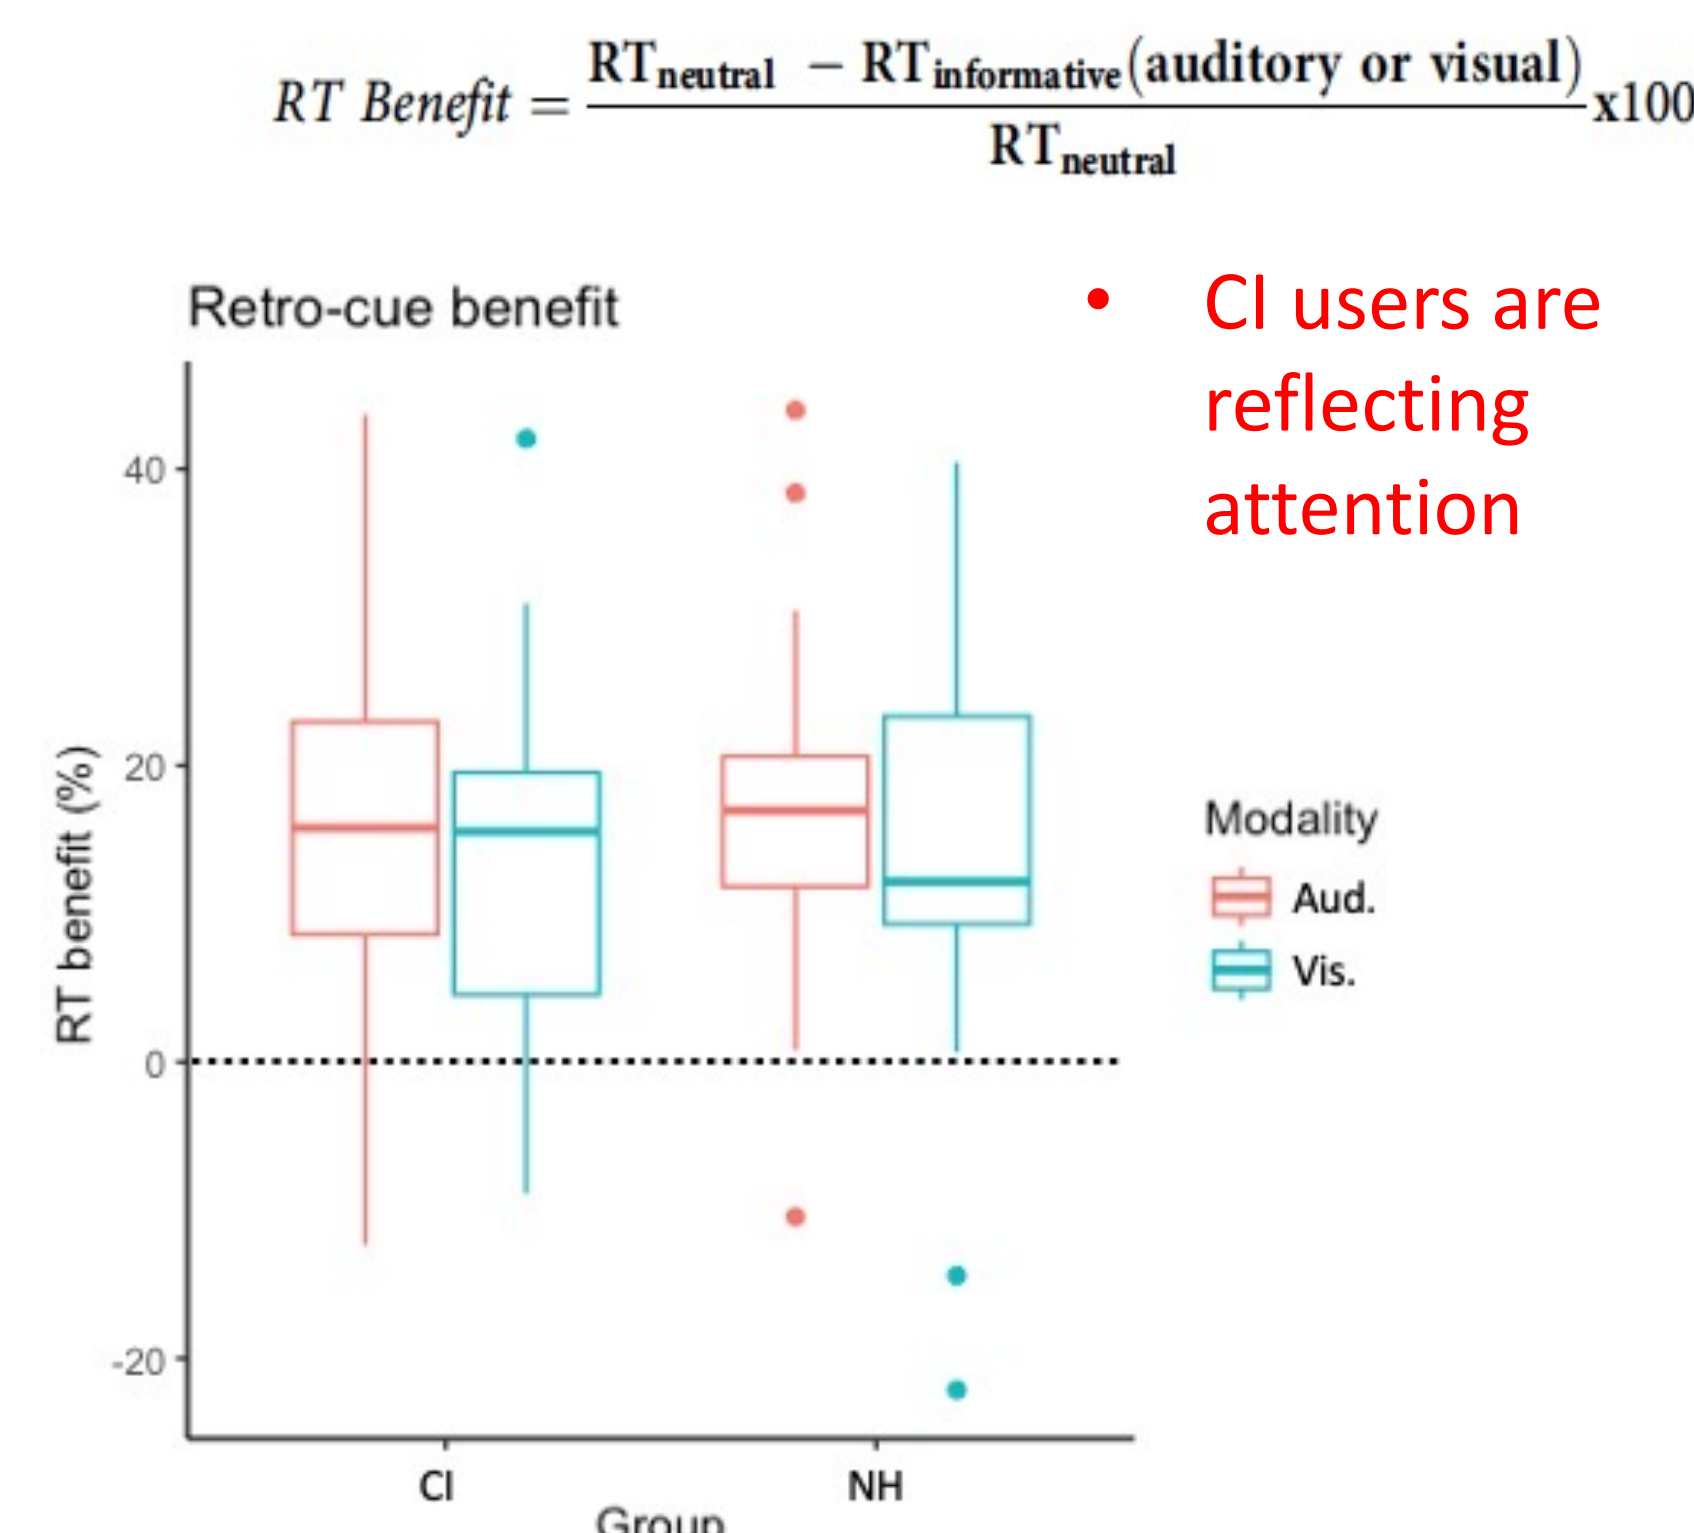 RT Benefit = (RTneutral − RTinformative(auditory or visual)) / RTneutral x100
Retro-cue benefit
• CI users are
reflecting
attention
40
20
0
-20
RT benefit (%)
Modality
Aud.
Vis.
CI
NH
Group